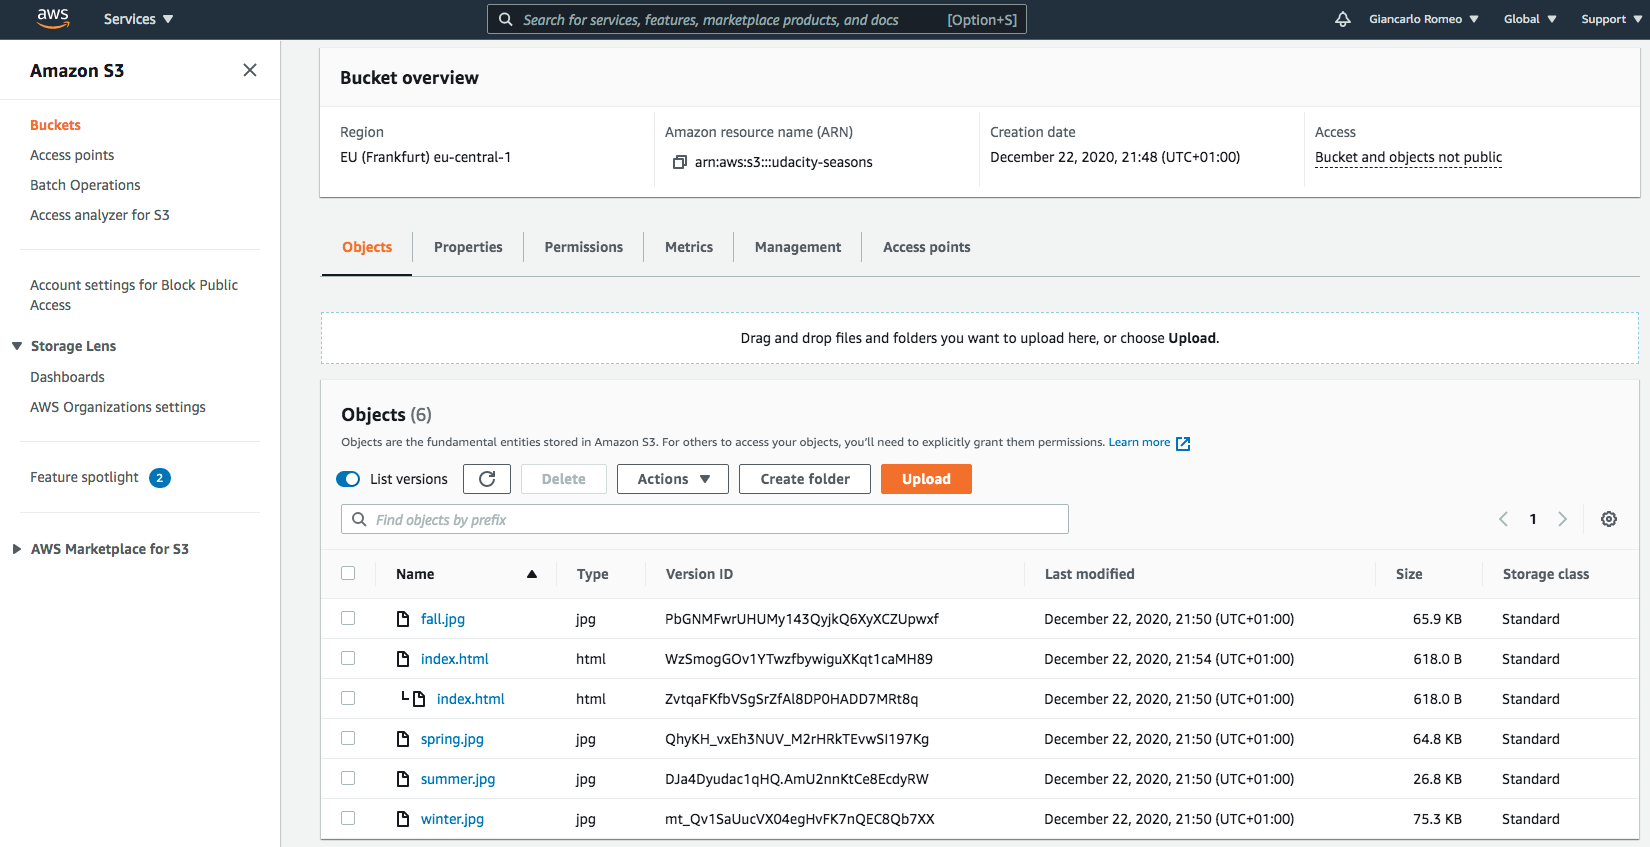 aws Services Search for services, features, marketplace products, and docs [Option+S] Giancarlo Romeo Global Support
Amazon S3
Buckets
Access points
Batch Operations
Access analyzer for S3
Account settings for Block Public
Access
Storage Lens
Dashboards
AWS Organizations settings
Feature spotlight 2
AWS Marketplace for S3
Bucket overview
Region
EU (Frankfurt) eu-central-1
Amazon resource name (ARN)
arn:aws:s3:::udacity-seasons
Creation date
December 22, 2020, 21:48 (UTC+01:00)
Access
Bucket and objects not public
Objects Properties Permissions Metrics Management Access points
Drag and drop files and folders you want to upload here, or choose Upload.
Objects (6)
Objects are the fundamental entities stored in Amazon S3. For others to access your objects, you'll need to explicitly grant them permissions. Learn more
List versions Delete Actions Create folder Upload
Find objects by prefix 1
Name Type Version ID Last modified Size Storage class
fall.jpg jpg PbGNMFwrUHUMy143QyjkQ6XyXCZUpwxf December 22, 2020, 21:50 (UTC+01:00) 65.9 KB Standard
index.html html WzSmogGOv1YTwzfbywiguXKqt1caMH89 December 22, 2020, 21:54 (UTC+01:00) 618.0 B Standard
index.html html ZvtqaFKfbVSgSrZfAl8DP0HADD7MRt8q December 22, 2020, 21:50 (UTC+01:00) 618.0 B Standard
spring.jpg jpg QhyKH_vxEh3NUV_M2rHRkTEvwSI197Kg December 22, 2020, 21:50 (UTC+01:00) 64.8 KB Standard
summer.jpg jpg DJa4Dyudac1qHQ.AmU2nnKtCe8EcdyRW December 22, 2020, 21:50 (UTC+01:00) 26.8 KB Standard
winter.jpg jpg mt_Qv1SaUucVX04egHvFK7nQEC8Qb7XX December 22, 2020, 21:50 (UTC+01:00) 75.3 KB Standard